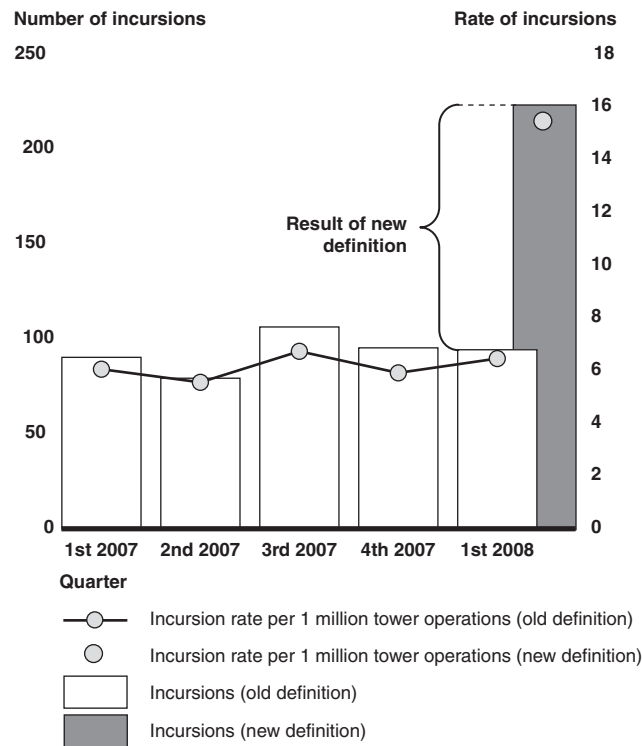 Number of incursions
Rate of incursions
250
200
150
100
50
0
18
16
14
12
10
8
6
4
2
0
Result of new
definition
1st 2007
2nd 2007
3rd 2007
4th 2007
1st 2008
Quarter
Incursion rate per 1 million tower operations (old definition)
Incursion rate per 1 million tower operations (new definition)
Incursions (old definition)
Incursions (new definition)